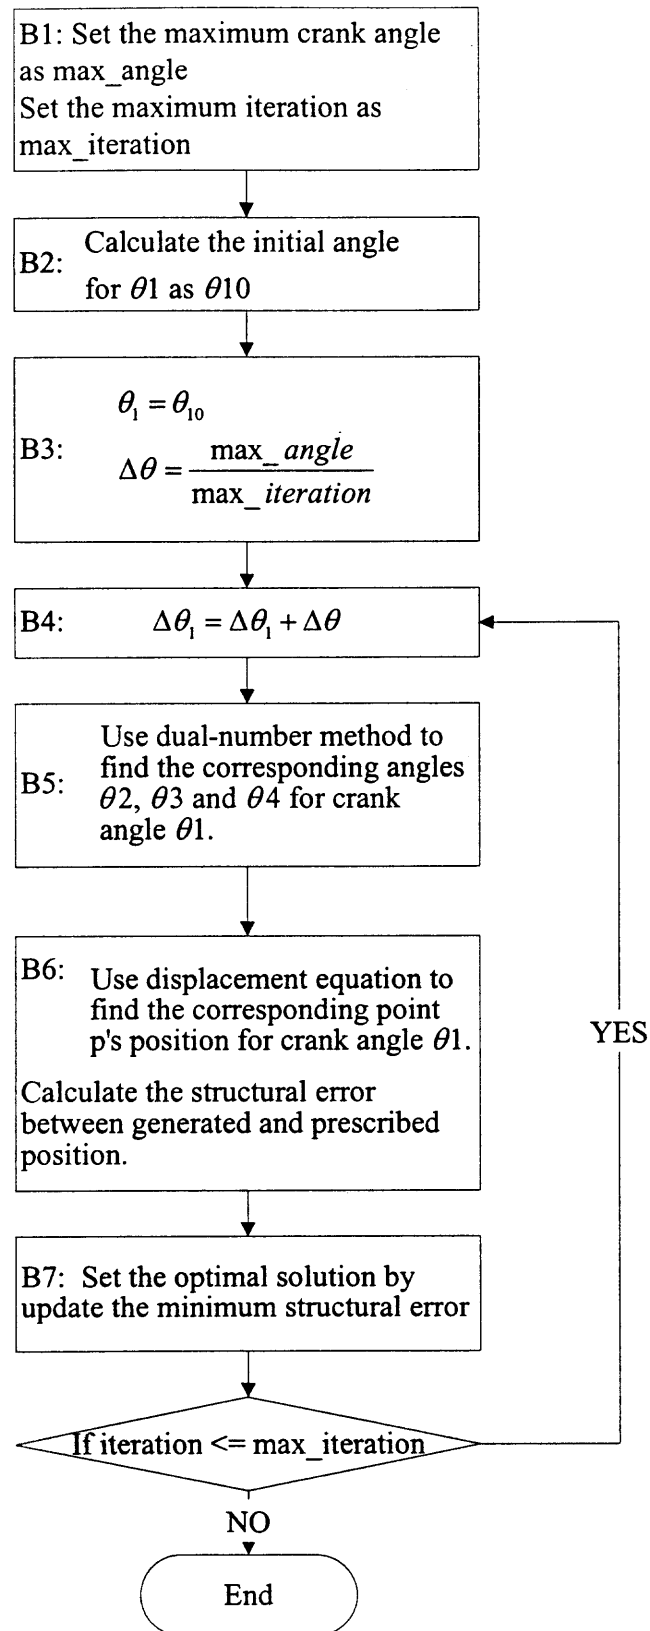 B1: Set the maximum crank angle
as max_angle
Set the maximum iteration as
max_iteration
B2: Calculate the initial angle
for θ1 as θ10
B3:
θ₁ = θ₁₀
Δθ = max_ angle / max_ iteration
B4: Δθ₁ = Δθ₁ + Δθ
B5:
Use dual-number method to
find the corresponding angles
θ2, θ3 and θ4 for crank
angle θ1.
B6: Use displacement equation to
find the corresponding point
p's position for crank angle θ1.
Calculate the structural error
between generated and prescribed
position.
YES
B7: Set the optimal solution by
update the minimum structural error
If iteration <= max_iteration
NO
End